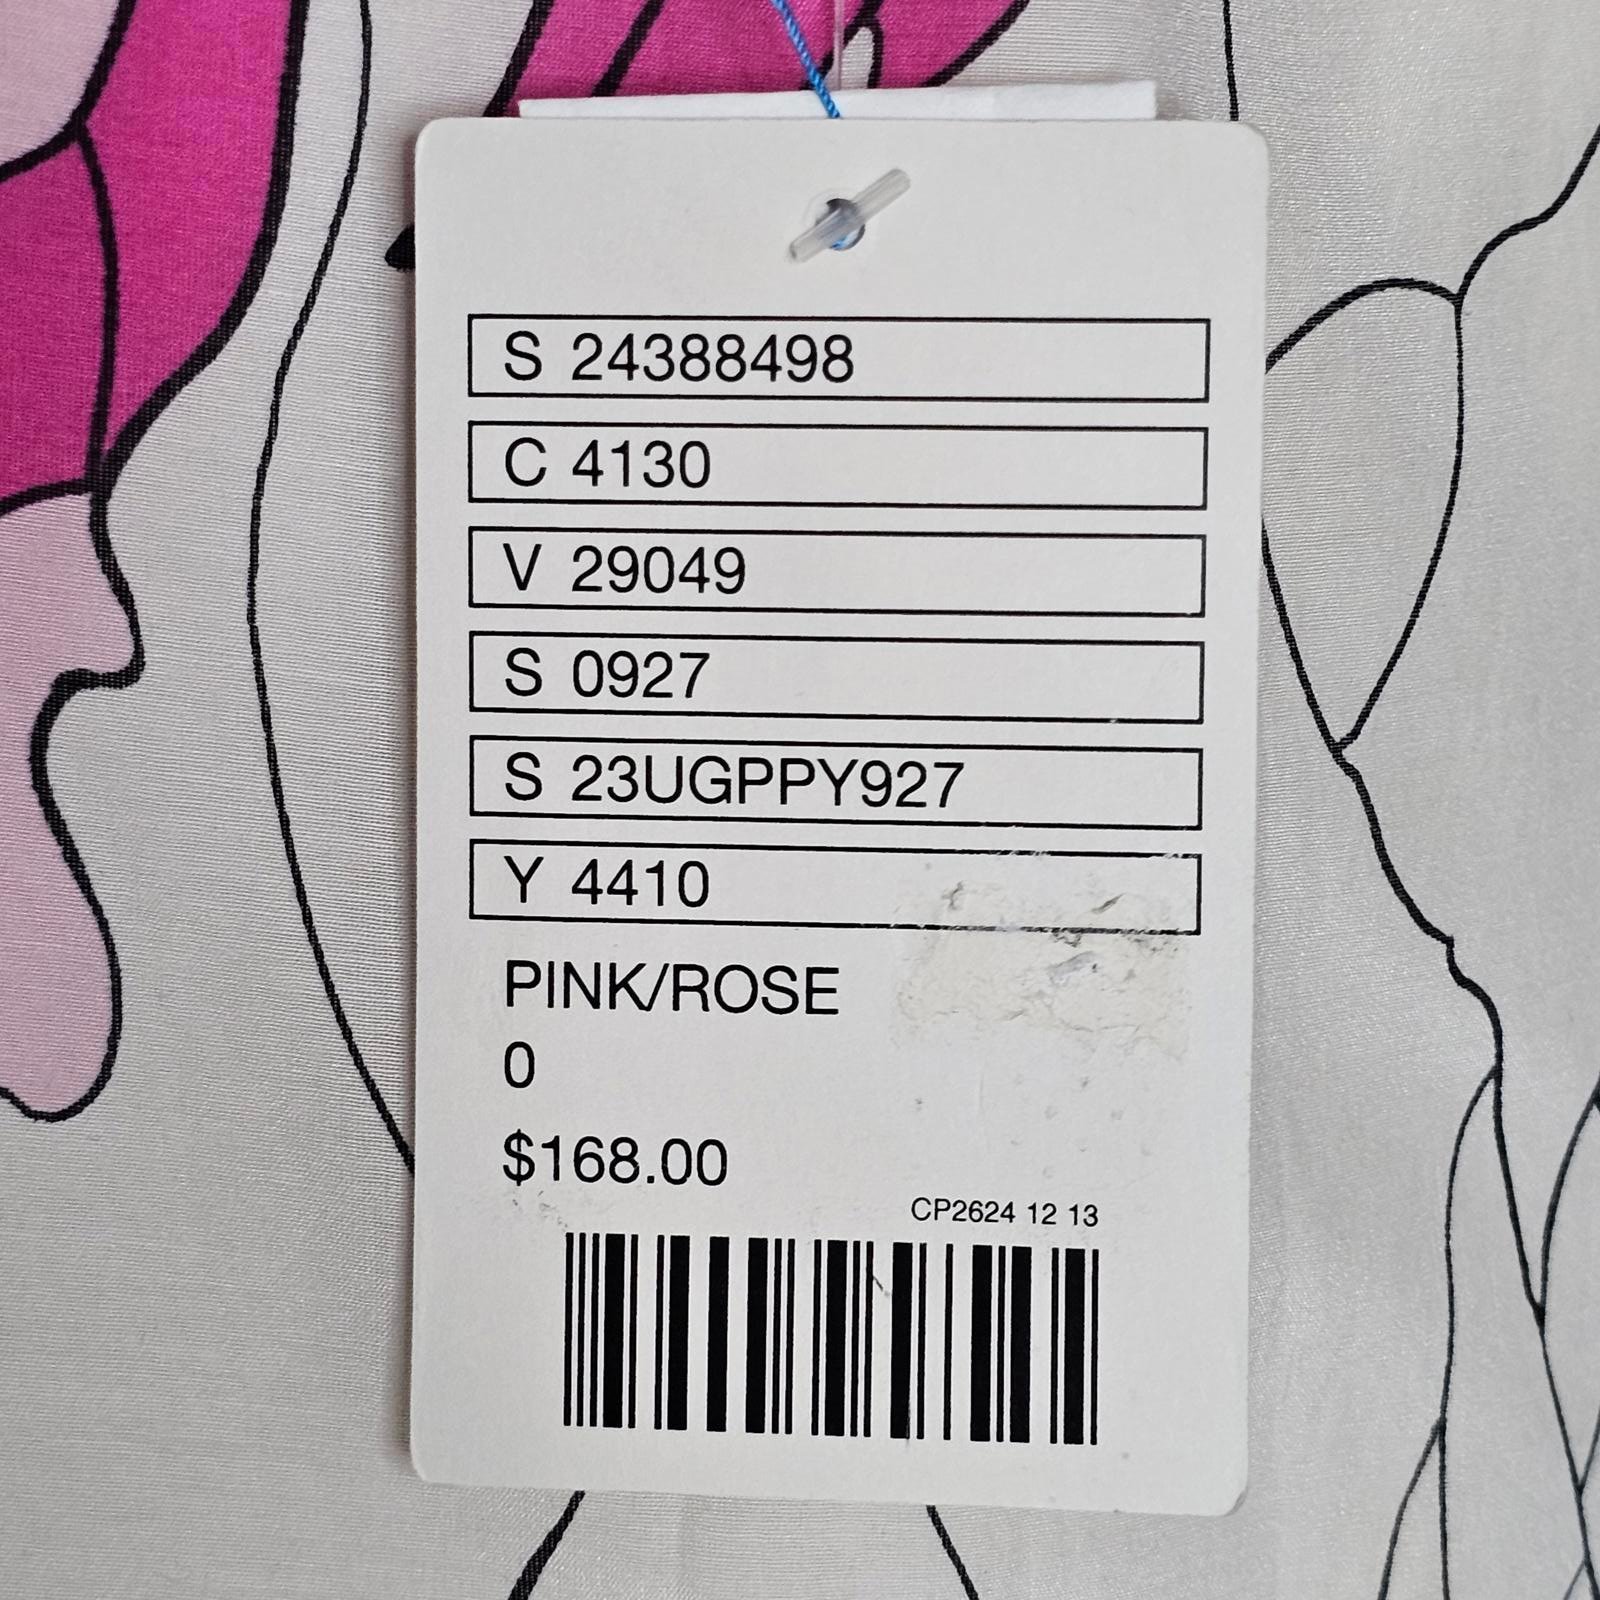 S 24388498
C 4130
V 29049
S 0927
S 23UGPPY927
Y 4410
PINK/ROSE
0
$168.00
CP2624 12 13